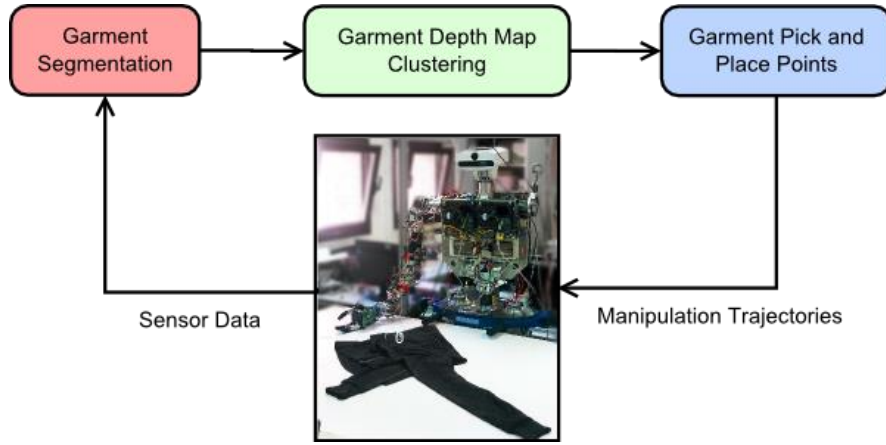 Garment
Segmentation
Garment Depth Map
Clustering
Garment Pick and
Place Points
Sensor Data
Manipulation Trajectories